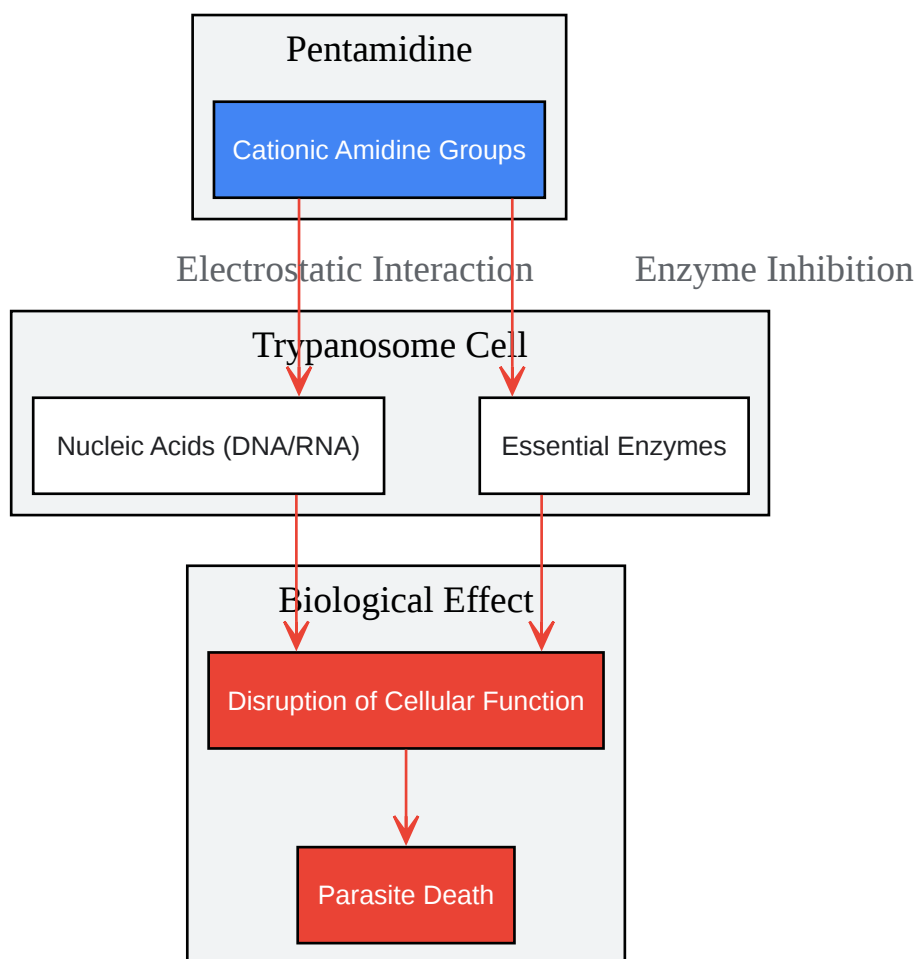 Pentamidine
Cationic Amidine Groups
Electrostatic Interaction
Enzyme Inhibition
Trypanosome Cell
Nucleic Acids (DNA/RNA)
Essential Enzymes
Biological Effect
Disruption of Cellular Function
Parasite Death